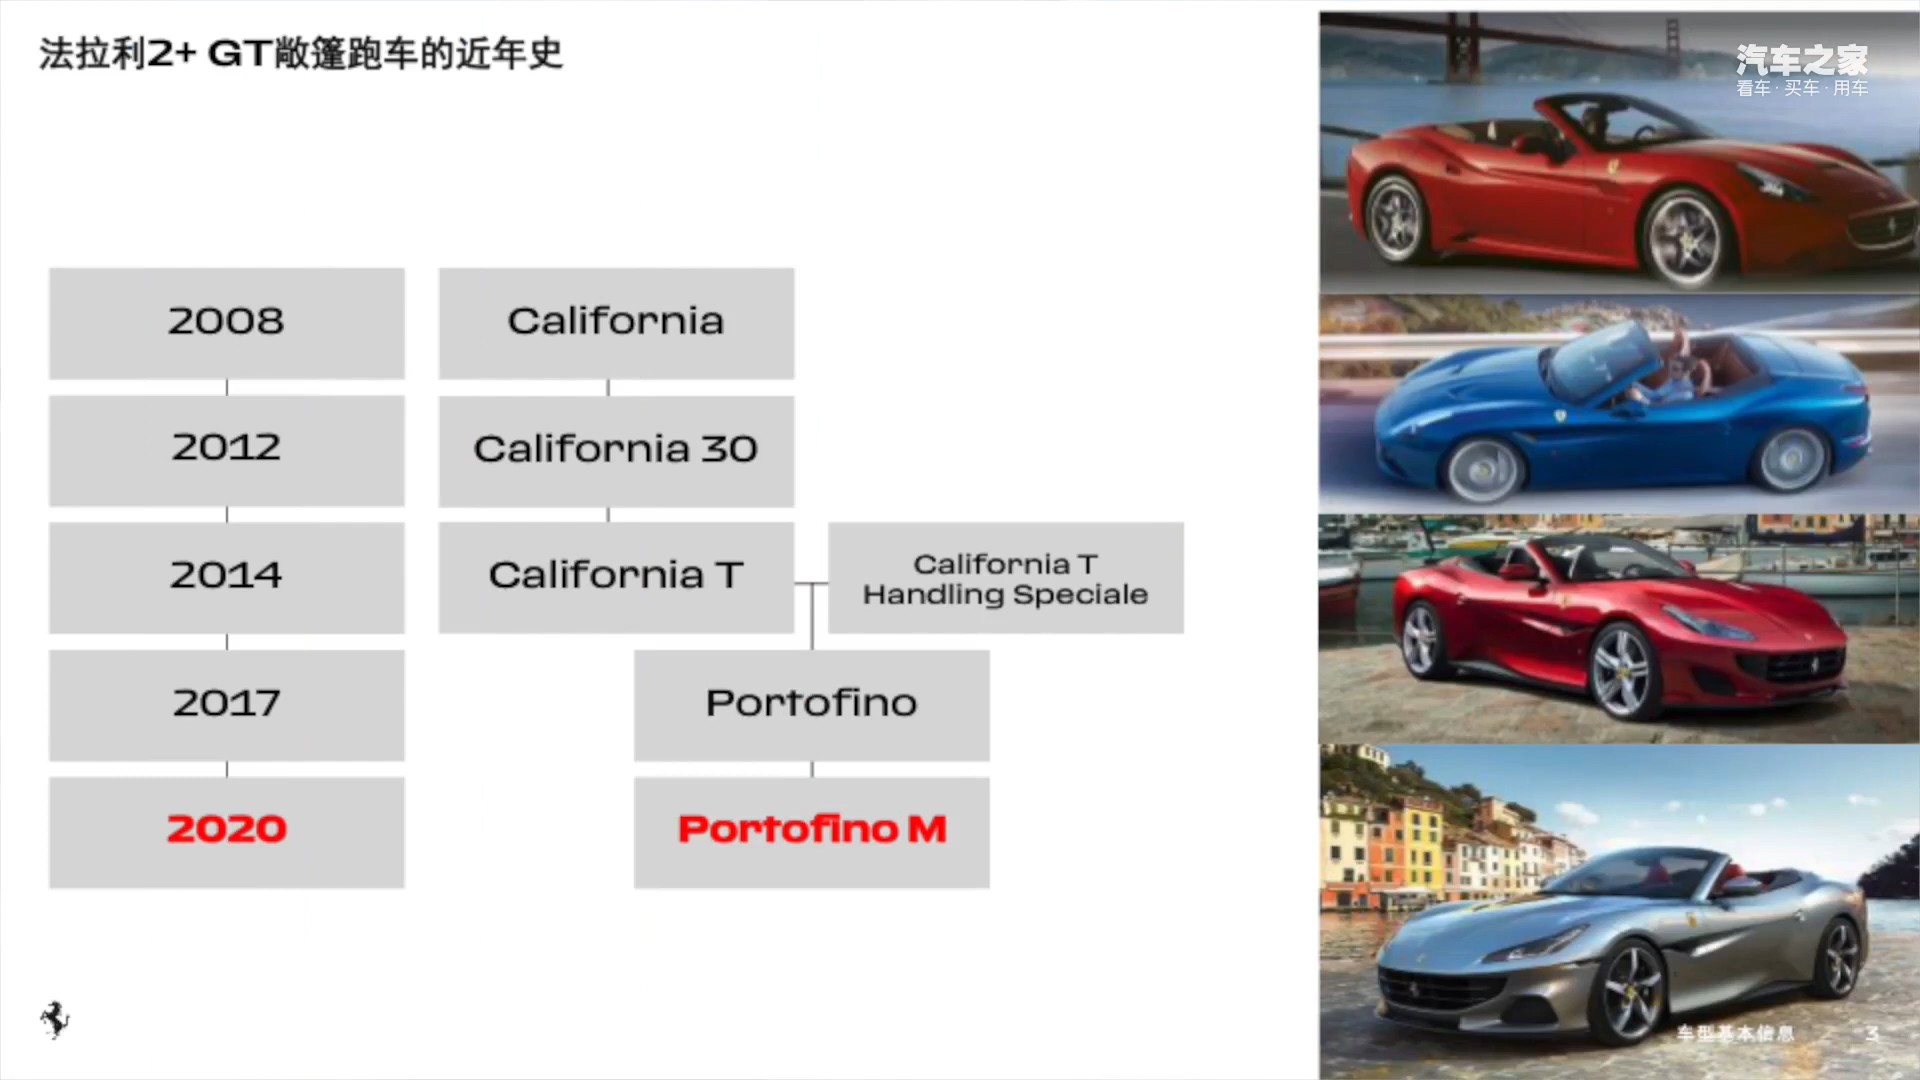 法拉利2+ GT敞篷跑车的近年史
汽车之家
看车·买车·用车
2008
California
2012
California 30
2014
California T
California T
Handling Speciale
2017
Portofino
2020
Portofino M
车型基本信息
3